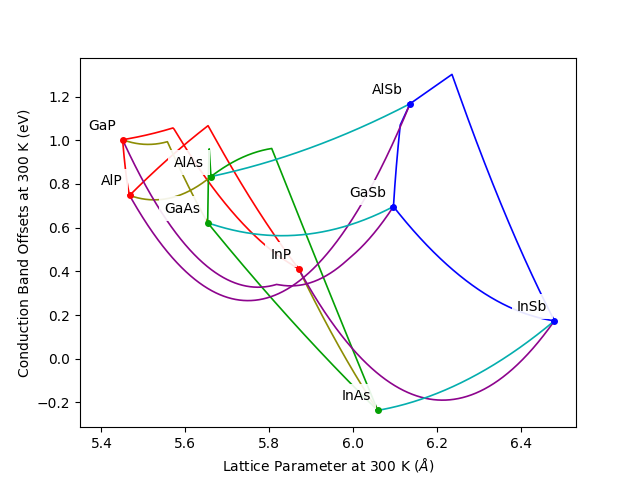 Conduction Band Offsets at 300 K (eV)
1.2
1.0
0.8
0.6
0.4
0.2
0.0
−0.2
AlSb
GaP
AlAs
AlP
GaSb
GaAs
InP
InSb
InAs
5.4 5.6 5.8 6.0 6.2 6.4
Lattice Parameter at 300 K (Å)